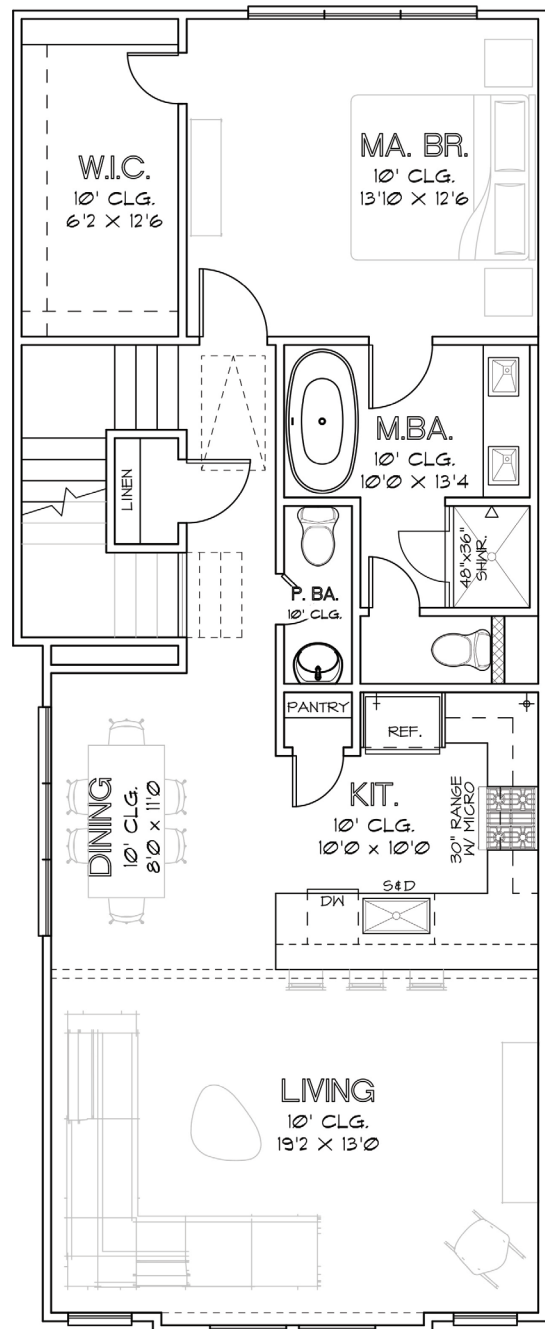 W.I.C.
10' CLG.
6'2 X 12'6
MA. BR.
10' CLG.
13'10 X 12'6
M.BA.
10' CLG.
10'0 X 13'4
LINEN
48"x36"
SHWR.
P. BA.
10' CLG.
PANTRY
REF.
KIT.
10' CLG.
10'0 x 10'0
30" RANGE
W/ MICRO
DINING
10' CLG.
8'0 x 11'0
DW
S&D
LIVING
10' CLG.
19'2 X 13'0